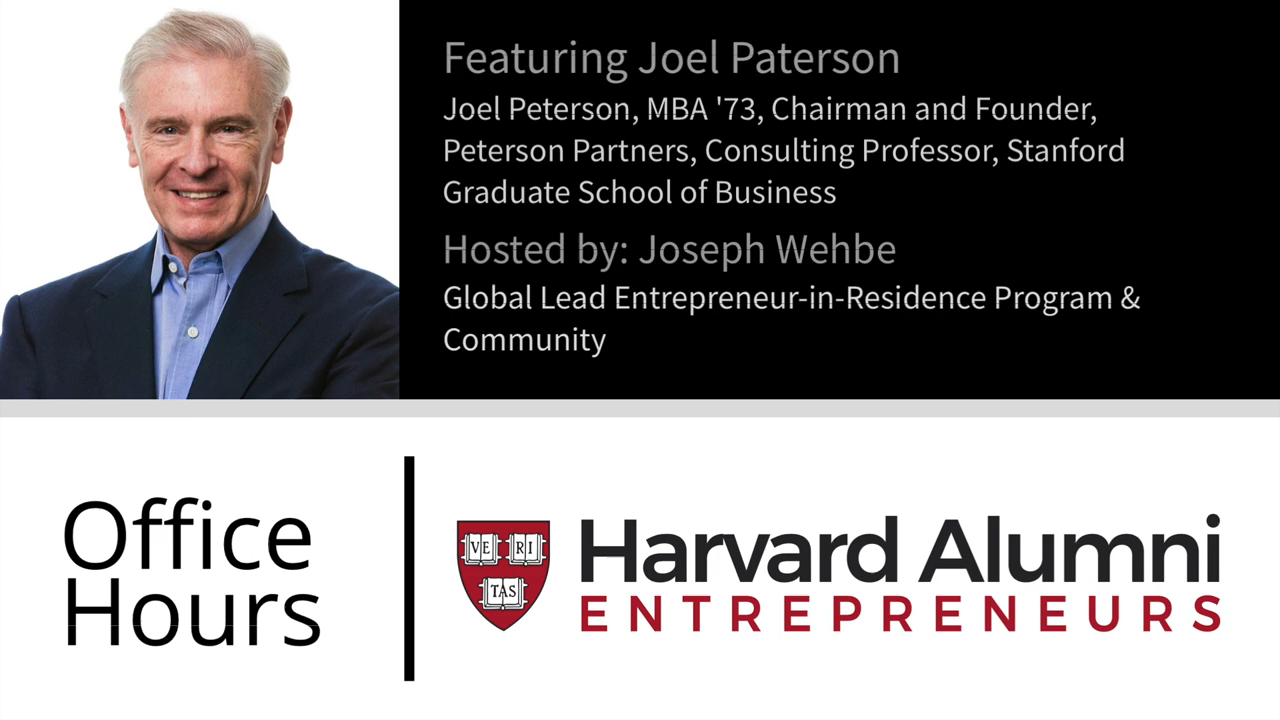 Featuring Joel Paterson
Joel Peterson, MBA '73, Chairman and Founder,
Peterson Partners, Consulting Professor, Stanford
Graduate School of Business
Hosted by: Joseph Wehbe
Global Lead Entrepreneur-in-Residence Program &
Community
Office
Hours
VE RI
TAS
Harvard Alumni
ENTREPRENEURS